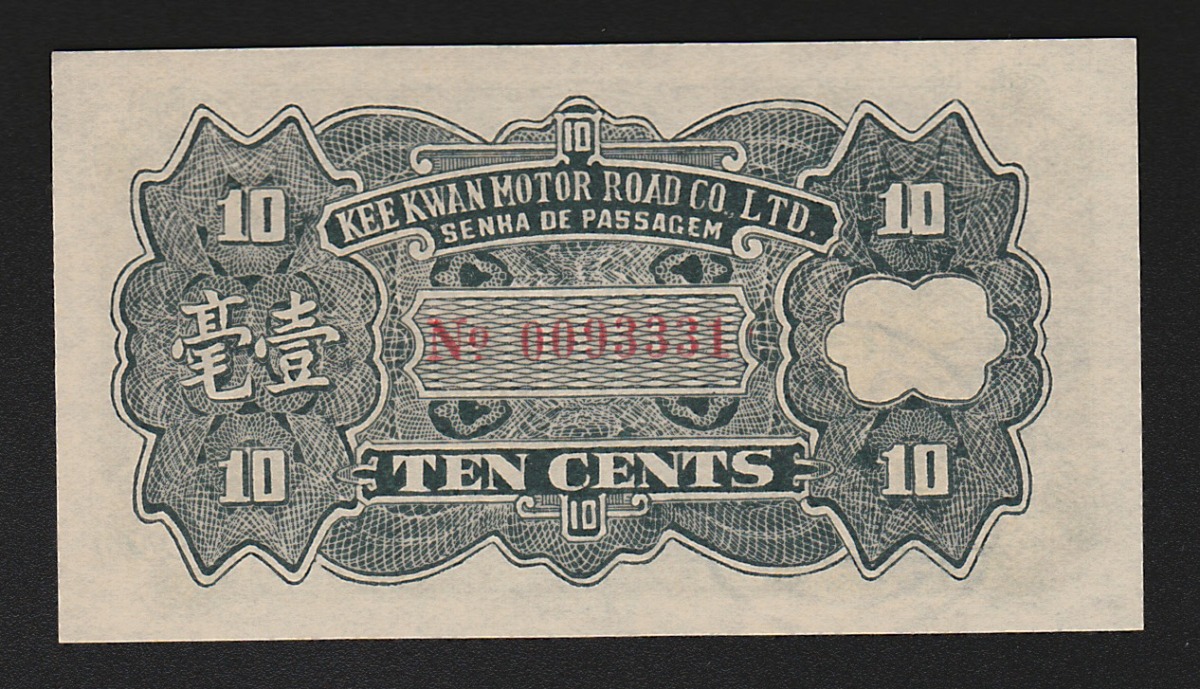 10
10
10
KEE KWAN MOTOR ROAD CO., LTD.
SENHA DE PASSAGEM
毫壹
No 0093331
10
TEN CENTS
10
10